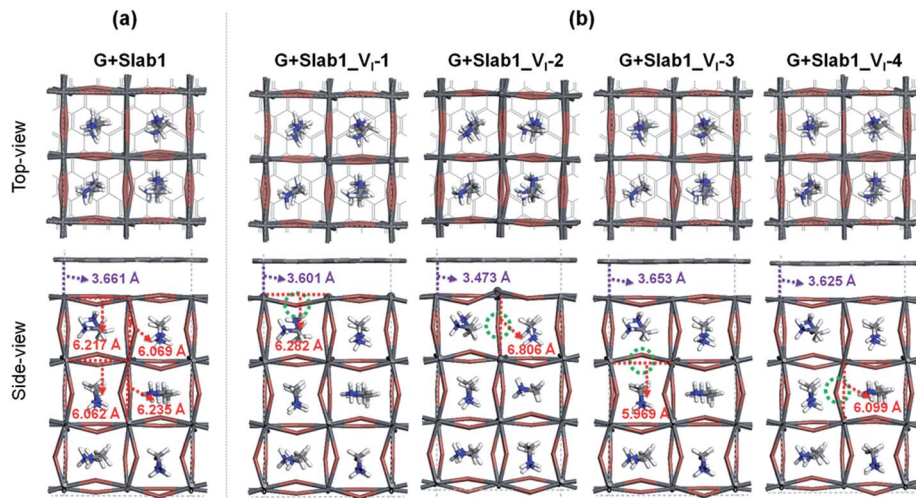 (a)
(b)
G+Slab1
G+Slab1_VI-1
G+Slab1_VI-2
G+Slab1_VI-3
G+Slab1_VI-4
Top-view
Side-view
3.661 Å
6.217 Å
6.069 Å
6.062 Å
6.235 Å
3.601 Å
6.282 Å
3.473 Å
6.806 Å
3.653 Å
5.969 Å
3.625 Å
6.099 Å